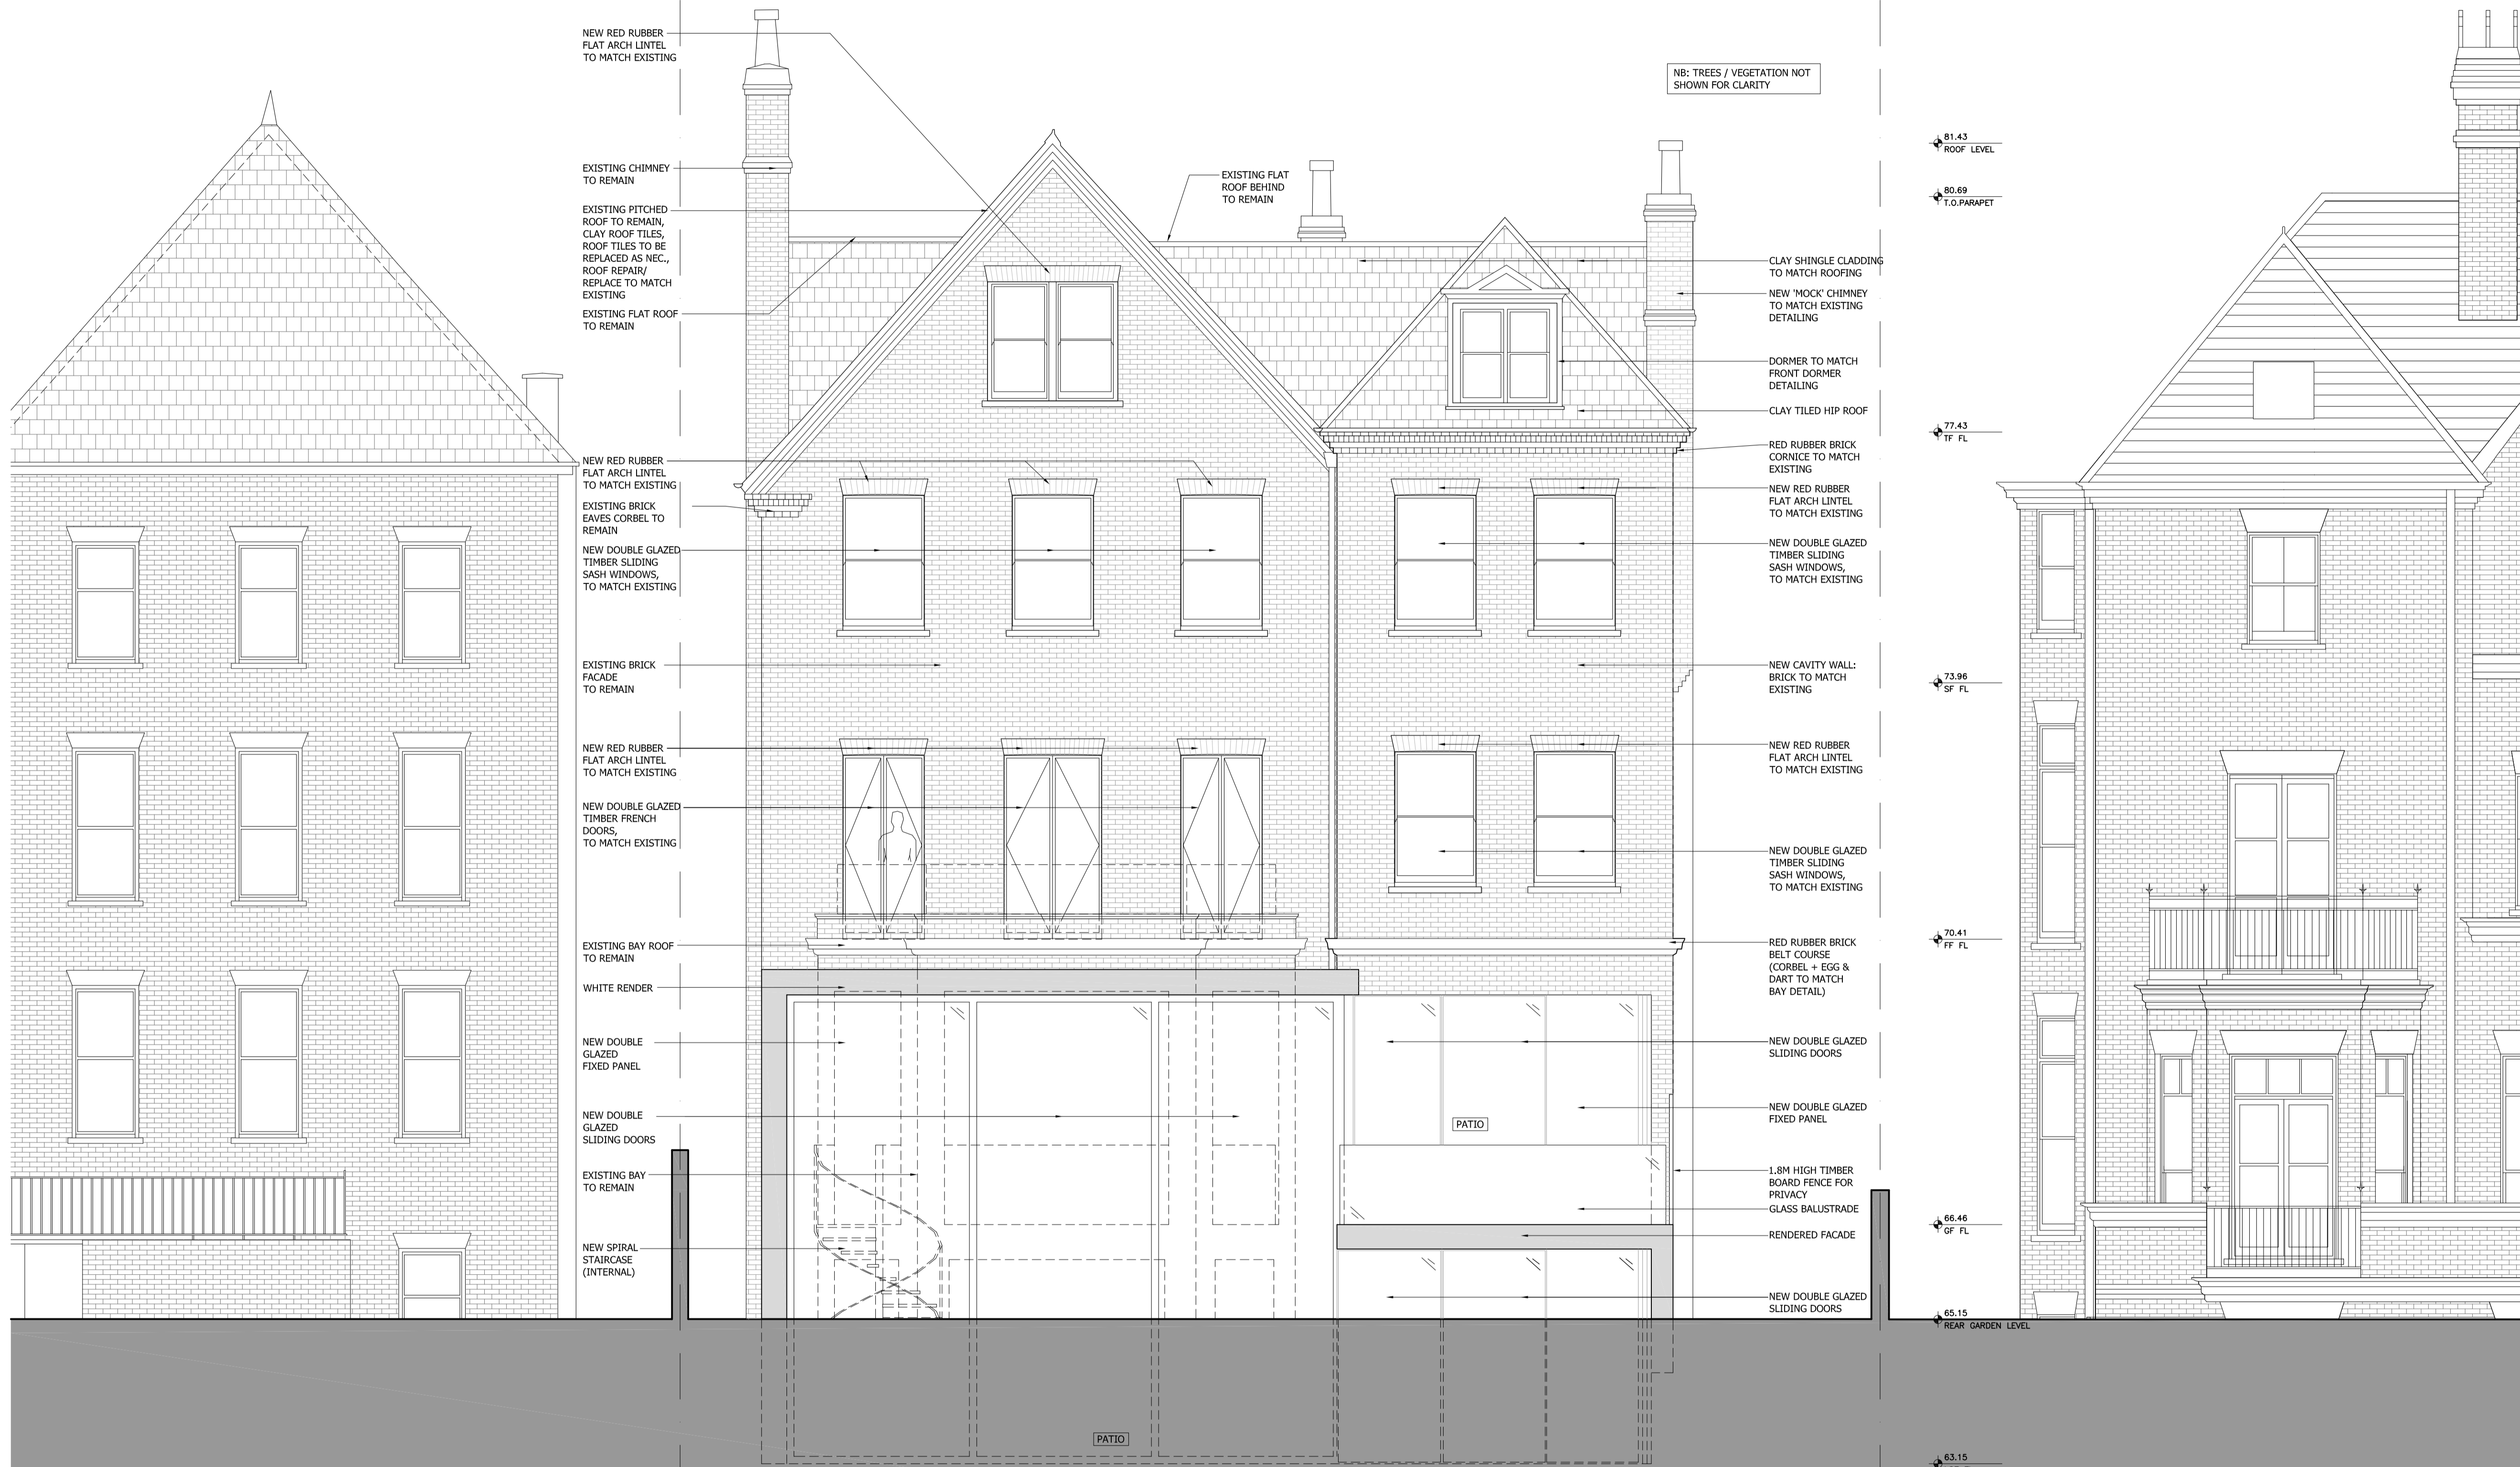 NEW RED RUBBER
FLAT ARCH LINTEL
TO MATCH EXISTING
EXISTING CHIMNEY
TO REMAIN
EXISTING PITCHED
ROOF TO REMAIN,
CLAY ROOF TILES,
ROOF TILES TO BE
REPLACED AS NEC.,
ROOF REPAIR/
REPLACE TO MATCH
EXISTING
EXISTING FLAT ROOF
TO REMAIN
NEW RED RUBBER
FLAT ARCH LINTEL
TO MATCH EXISTING
EXISTING BRICK
EAVES CORBEL TO
REMAIN
NEW DOUBLE GLAZED
TIMBER SLIDING
SASH WINDOWS,
TO MATCH EXISTING
EXISTING BRICK
FACADE
TO REMAIN
NEW RED RUBBER
FLAT ARCH LINTEL
TO MATCH EXISTING
NEW DOUBLE GLAZED
TIMBER FRENCH
DOORS,
TO MATCH EXISTING
EXISTING BAY ROOF
TO REMAIN
WHITE RENDER
NEW DOUBLE
GLAZED
FIXED PANEL
NEW DOUBLE
GLAZED
SLIDING DOORS
EXISTING BAY
TO REMAIN
NEW SPIRAL
STAIRCASE
(INTERNAL)
EXISTING FLAT
ROOF BEHIND
TO REMAIN
PATIO
PATIO
NB: TREES / VEGETATION NOT
SHOWN FOR CLARITY
CLAY SHINGLE CLADDING
TO MATCH ROOFING
NEW 'MOCK' CHIMNEY
TO MATCH EXISTING
DETAILING
DORMER TO MATCH
FRONT DORMER
DETAILING
CLAY TILED HIP ROOF
RED RUBBER BRICK
CORNICE TO MATCH
EXISTING
NEW RED RUBBER
FLAT ARCH LINTEL
TO MATCH EXISTING
NEW DOUBLE GLAZED
TIMBER SLIDING
SASH WINDOWS,
TO MATCH EXISTING
NEW CAVITY WALL:
BRICK TO MATCH
EXISTING
NEW RED RUBBER
FLAT ARCH LINTEL
TO MATCH EXISTING
NEW DOUBLE GLAZED
TIMBER SLIDING
SASH WINDOWS,
TO MATCH EXISTING
RED RUBBER BRICK
BELT COURSE
(CORBEL + EGG &
DART TO MATCH
BAY DETAIL)
NEW DOUBLE GLAZED
SLIDING DOORS
NEW DOUBLE GLAZED
FIXED PANEL
1.8M HIGH TIMBER
BOARD FENCE FOR
PRIVACY
GLASS BALUSTRADE
RENDERED FACADE
NEW DOUBLE GLAZED
SLIDING DOORS
81.43
ROOF LEVEL
80.69
T.O.PARAPET
77.43
TF FL
73.96
SF FL
70.41
FF FL
66.46
GF FL
65.15
REAR GARDEN LEVEL
63.15